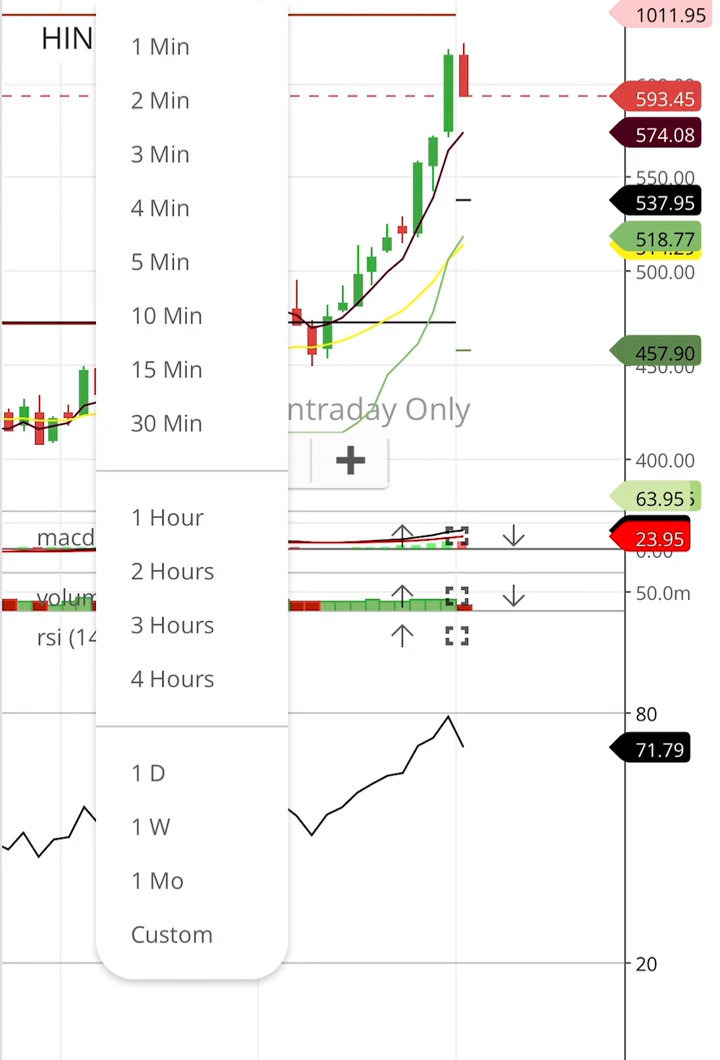 1011.95
HIN
1 Min
2 Min
593.45
3 Min
574.08
550.00
4 Min
537.95
518.77
5 Min
500.00
10 Min
457.90
15 Min
450.00
ntraday Only
30 Min
400.00
63.95
1 Hour
macd
23.95
0.00
2 Hours
volum
50.0m
3 Hours
rsi (14
4 Hours
80
71.79
1 D
1 W
1 Mo
Custom
20